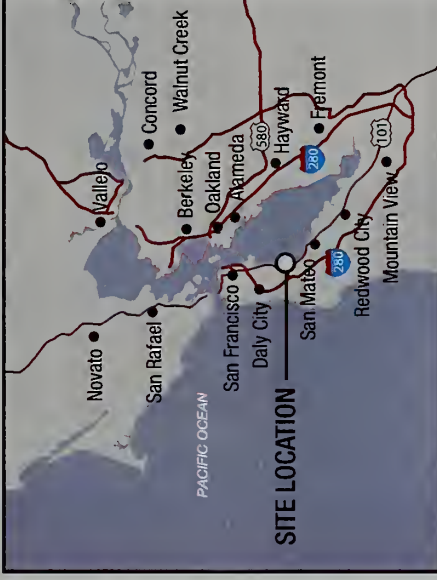 Novato
Vallejo
San Rafael
Concord
Walnut Creek
Berkeley
Oakland
Alameda
San Francisco
Daly City
PACIFIC OCEAN
580
Hayward
SITE LOCATION
San Mateo
280
Fremont
280
Redwood City
101
Mountain View